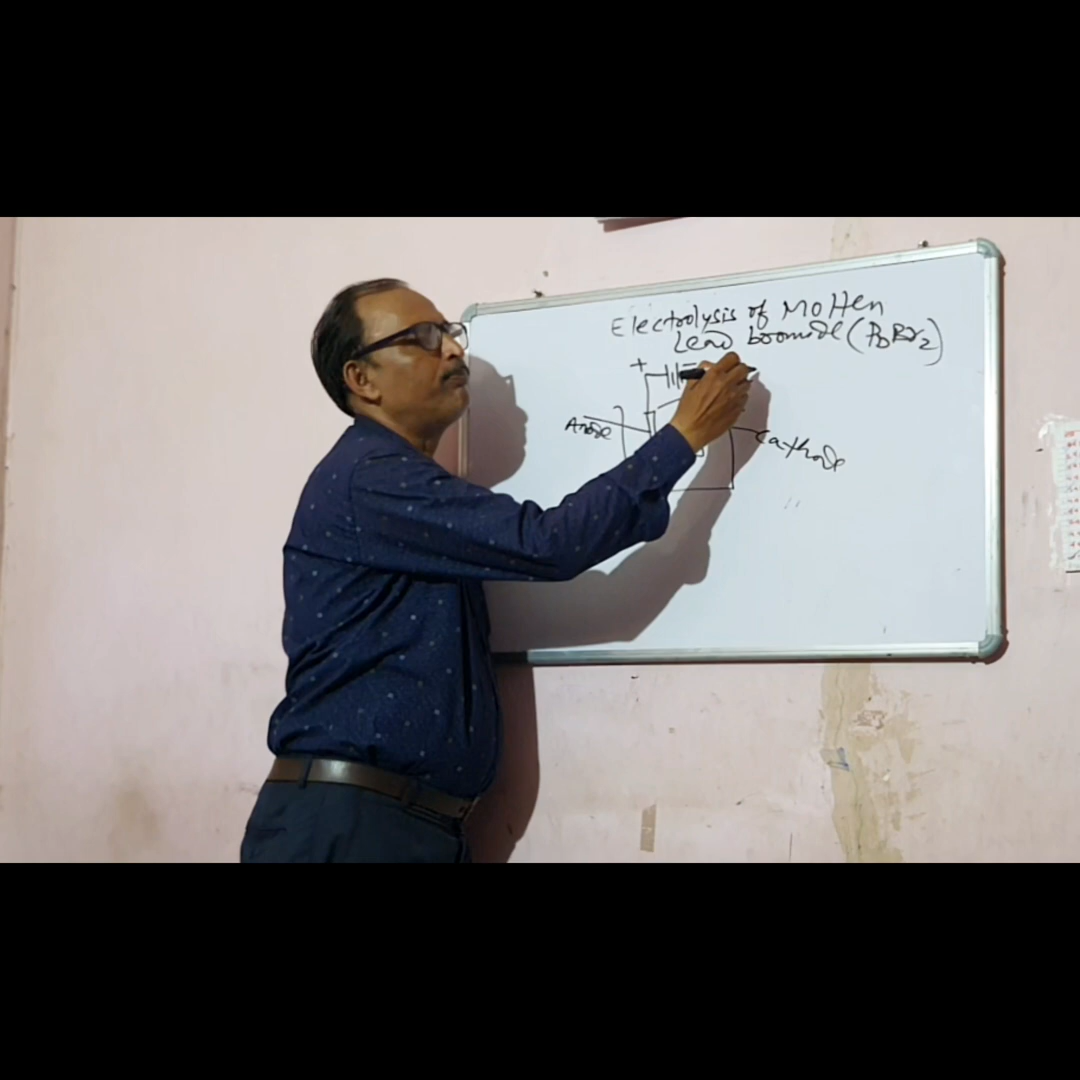 Electrolysis of Molten
Lead bromide (PbBr2)
+ -
Anode
Cathode